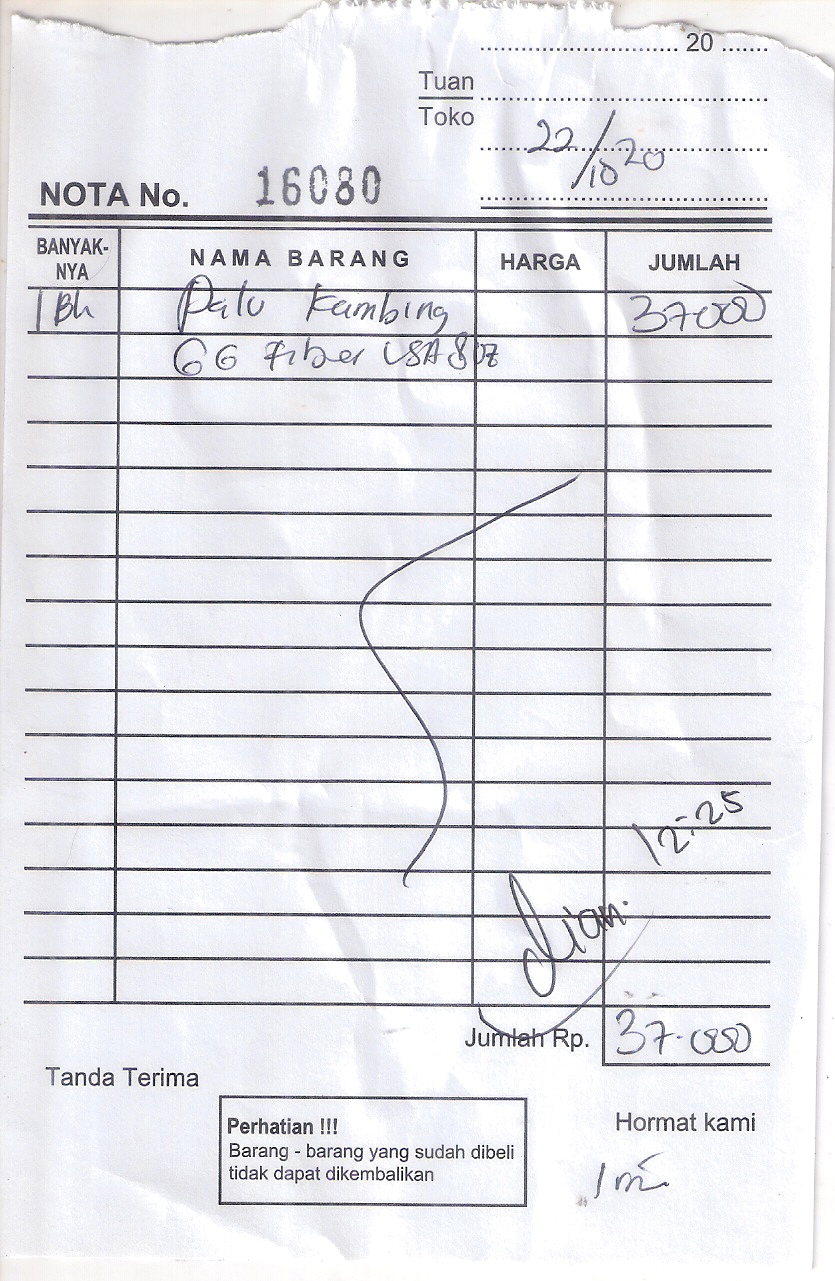 20
Tuan
Toko
22/10 20
NOTA No. 16080
BANYAK-NYA NAMA BARANG HARGA JUMLAH
1 Bh Palu Kambing 37000
GG Fiber USA 8 OZ
12:25
Dian.
Jumlah Rp. 37.000
Tanda Terima
Perhatian !!!
Barang - barang yang sudah dibeli
tidak dapat dikembalikan
Hormat kami